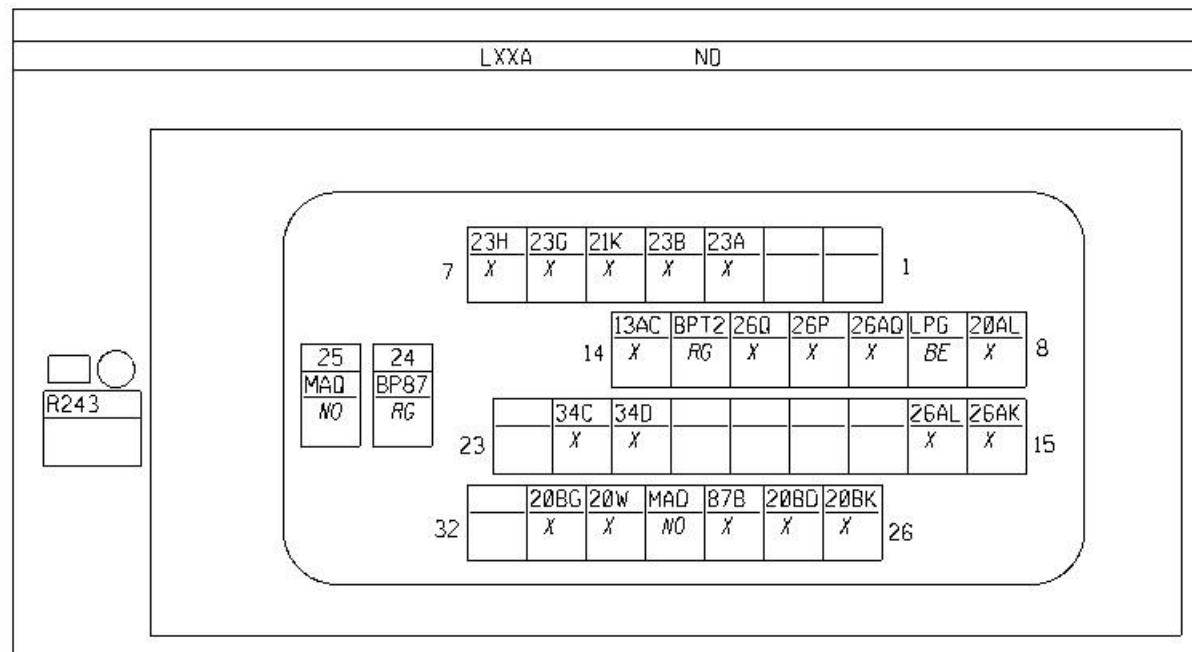 LXXA NO
23H 23G 21K 23B 23A
7 X X X X X 1
13AC BPT2 26Q 26P 26AQ LPG 20AL
14 X RG X X X BE X 8
25 24
MAQ BP87
NO RG
R243
34C 34D 26AL 26AK
23 X X X X 15
20BG 20W MAQ 87B 20BD 20BK
32 X X NO X X X 26